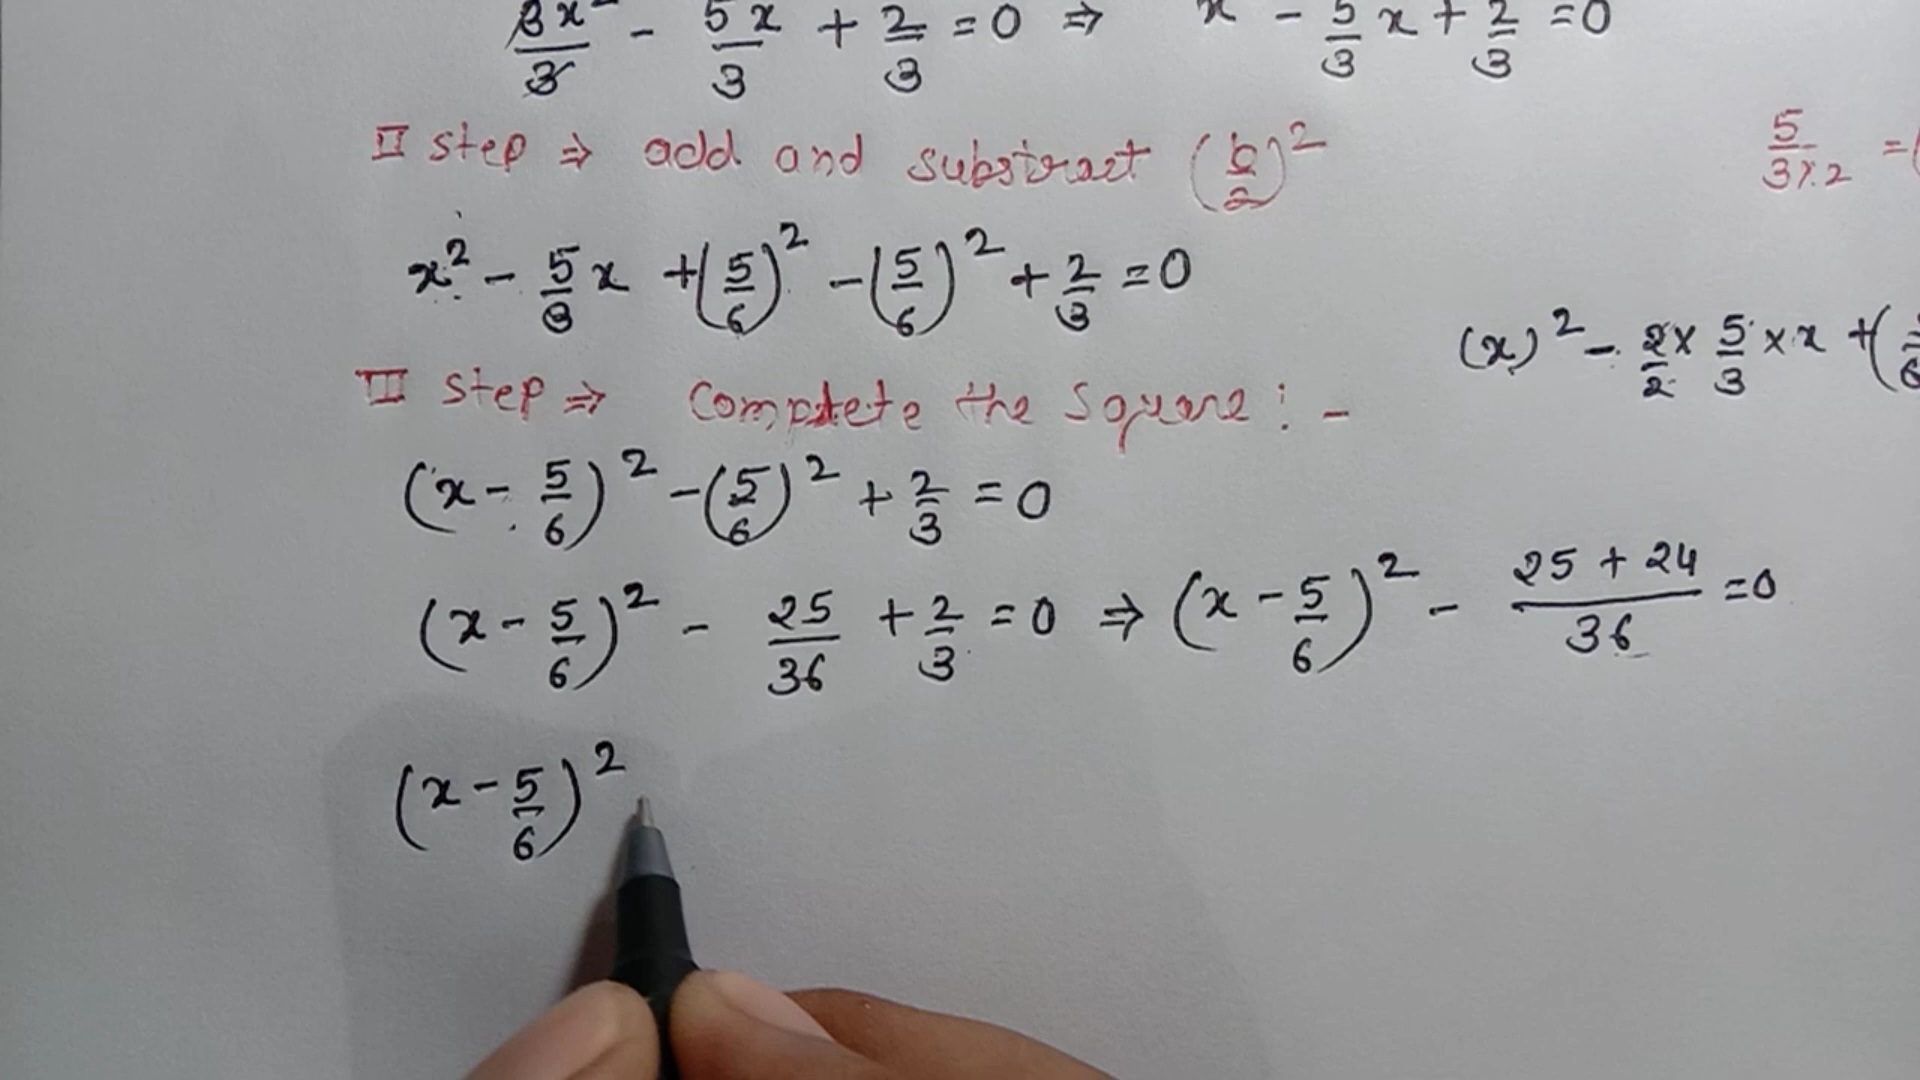 3x² / 3 - 5x / 3 + 2/3 = 0 ⇒ x - 5/3 x + 2/3 = 0
II step ⇒ add and substract (b/2)²
5 / 3×2 = (
x² - 5/3 x + (5/6)² - (5/6)² + 2/3 = 0
(x)² - 2/2 × 5/3 × x + (
III step ⇒ Complete the square : -
(x - 5/6)² - (5/6)² + 2/3 = 0
(x - 5/6)² - 25/36 + 2/3 = 0 ⇒ (x - 5/6)² - 25 + 24 / 36 = 0
(x - 5/6)²